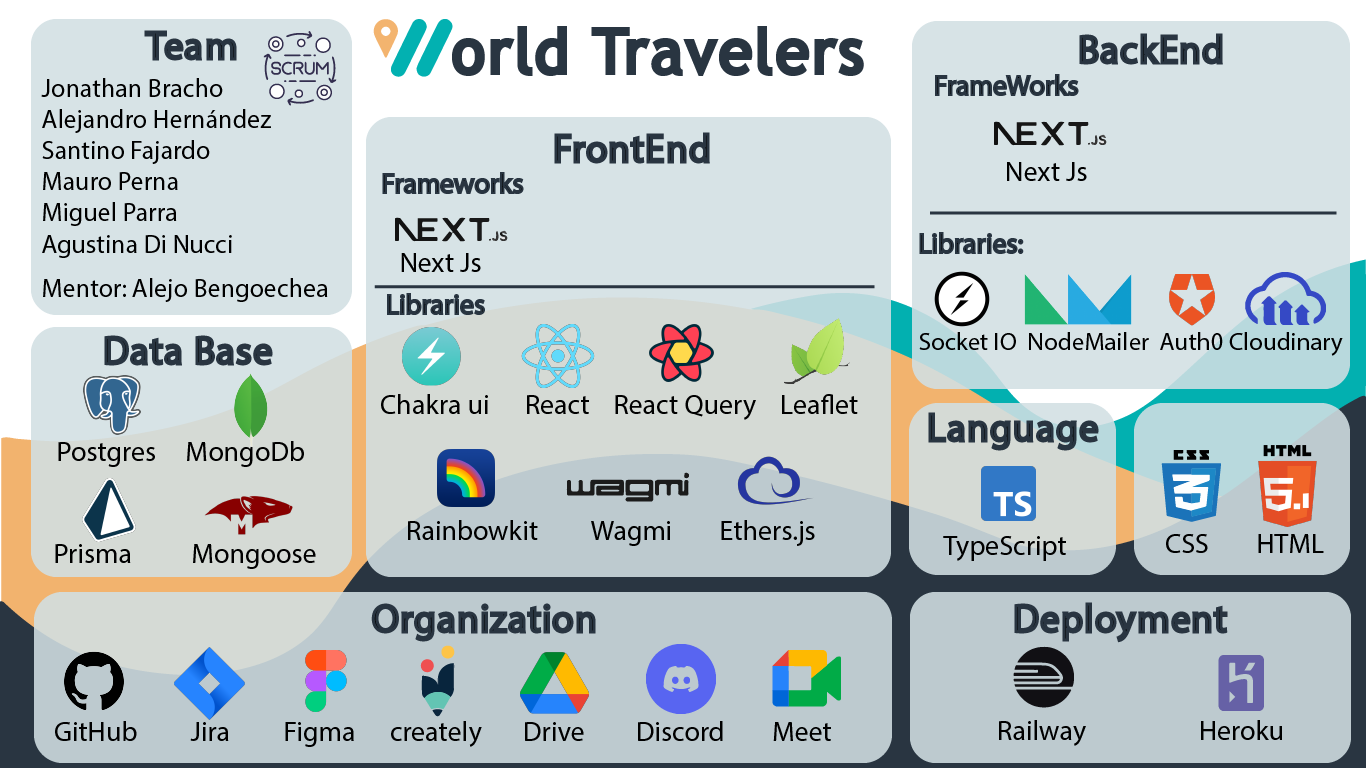 World Travelers
Team
SCRUM
Jonathan Bracho
Alejandro Hernández
Santino Fajardo
Mauro Perna
Miguel Parra
Agustina Di Nucci
Mentor: Alejo Bengoechea
Data Base
Postgres MongoDb
M
Prisma Mongoose
FrontEnd
Frameworks
NEXT.JS
Next Js
Libraries
Chakra ui React React Query Leaflet
wagmi
Rainbowkit Wagmi Ethers.js
BackEnd
FrameWorks
NEXT.JS
Next Js
Libraries:
Socket IO NodeMailer Auth0 Cloudinary
Language
TS
TypeScript
CSS HTML
3 5.1
CSS HTML
Organization
GitHub Jira Figma creately Drive Discord Meet
Deployment
Railway Heroku